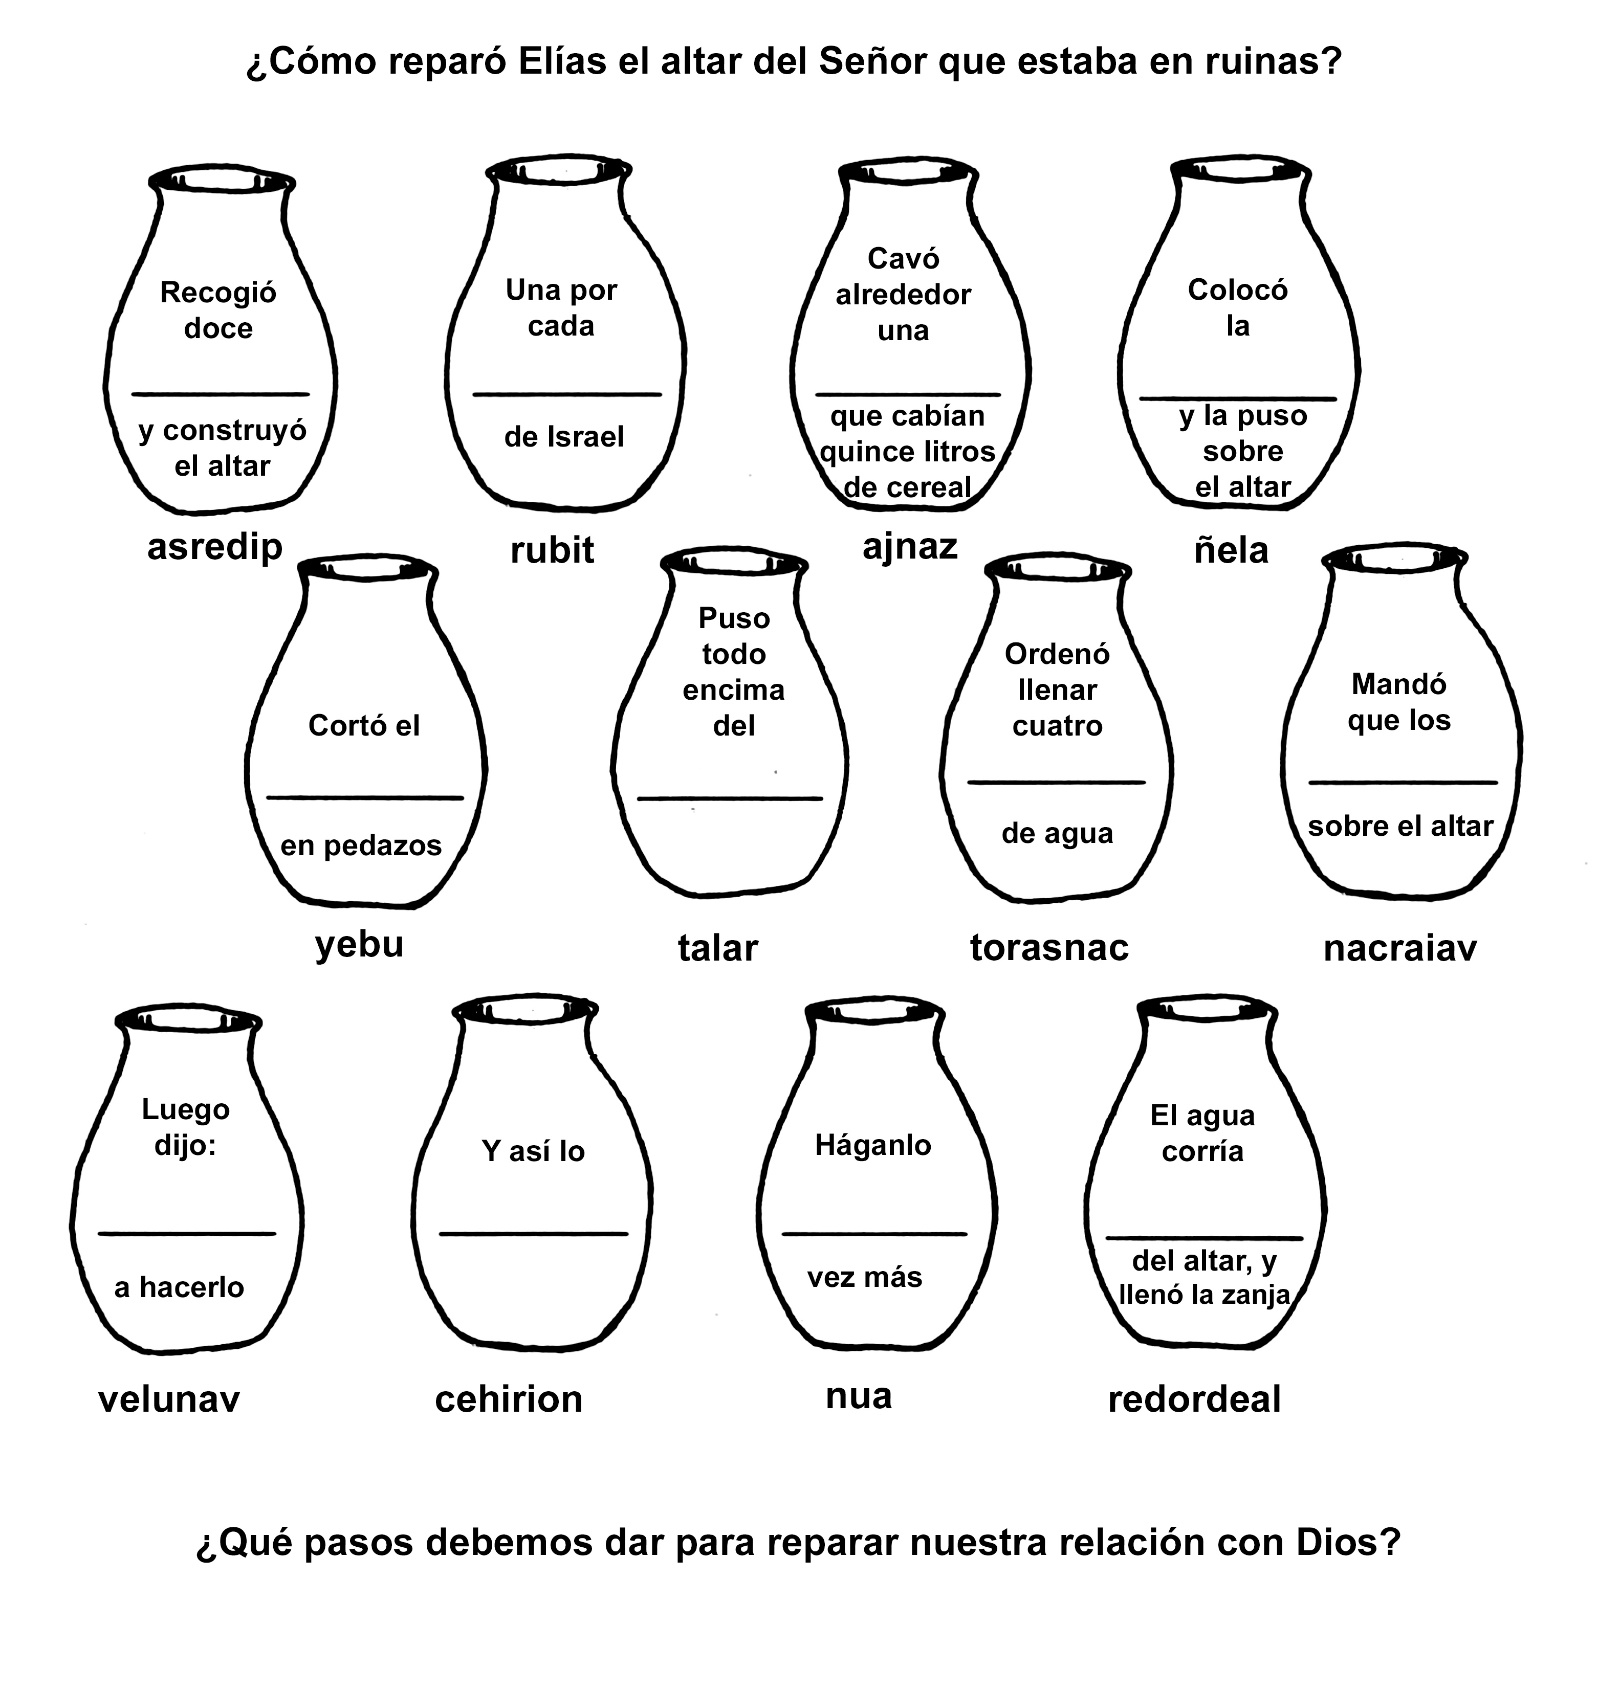 ¿Cómo reparó Elías el altar del Señor que estaba en ruinas?
Recogió
doce
y construyó
el altar
asredip
Una por
cada
de Israel
rubit
Cavó
alrededor
una
que cabían
quince litros
de cereal
ajnaz
Colocó
la
y la puso
sobre
el altar
ñela
Cortó el
en pedazos
yebu
Puso
todo
encima
del
talar
Ordenó
llenar
cuatro
de agua
torasnac
Mandó
que los
sobre el altar
nacraiav
Luego
dijo:
a hacerlo
velunav
Y así lo
cehirion
Háganlo
vez más
nua
El agua
corría
del altar, y
llenó la zanja
redordeal
¿Qué pasos debemos dar para reparar nuestra relación con Dios?